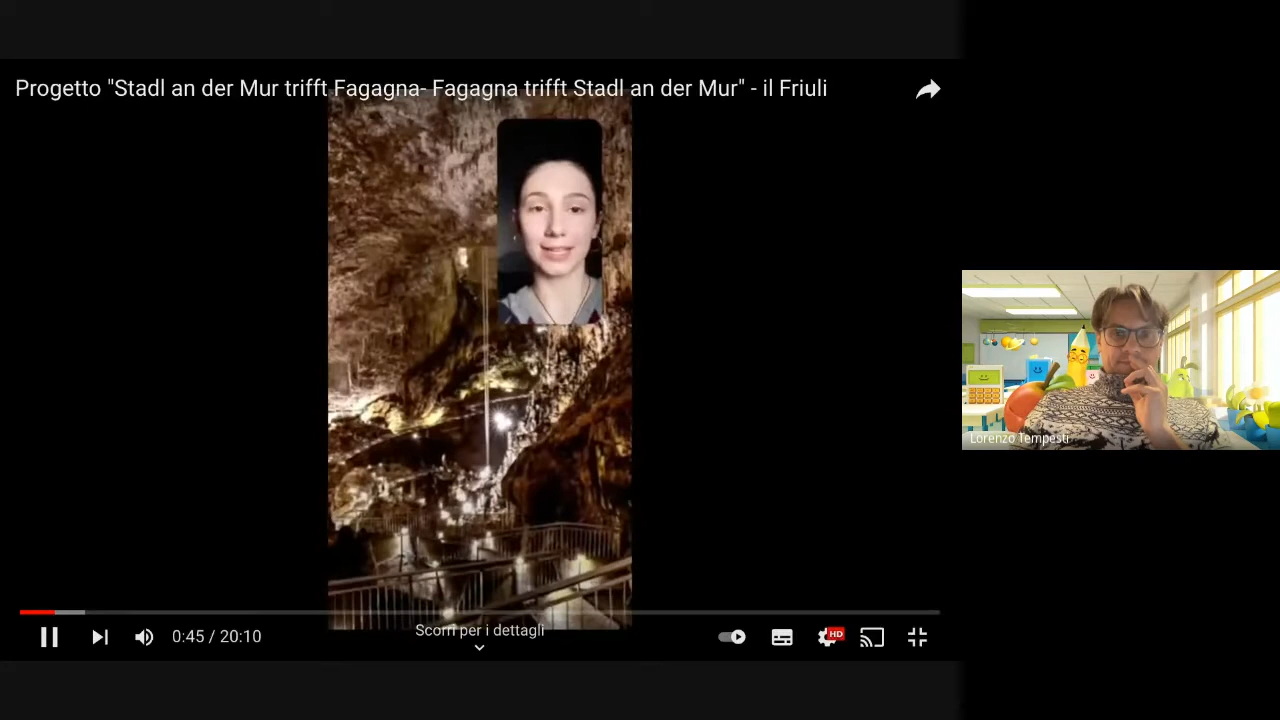 Progetto "Stadl an der Mur trifft Fagagna- Fagagna trifft Stadl an der Mur" - il Friuli
Lorenzo Tempesti
Scorri per i dettagli
0:45 / 20:10
HD